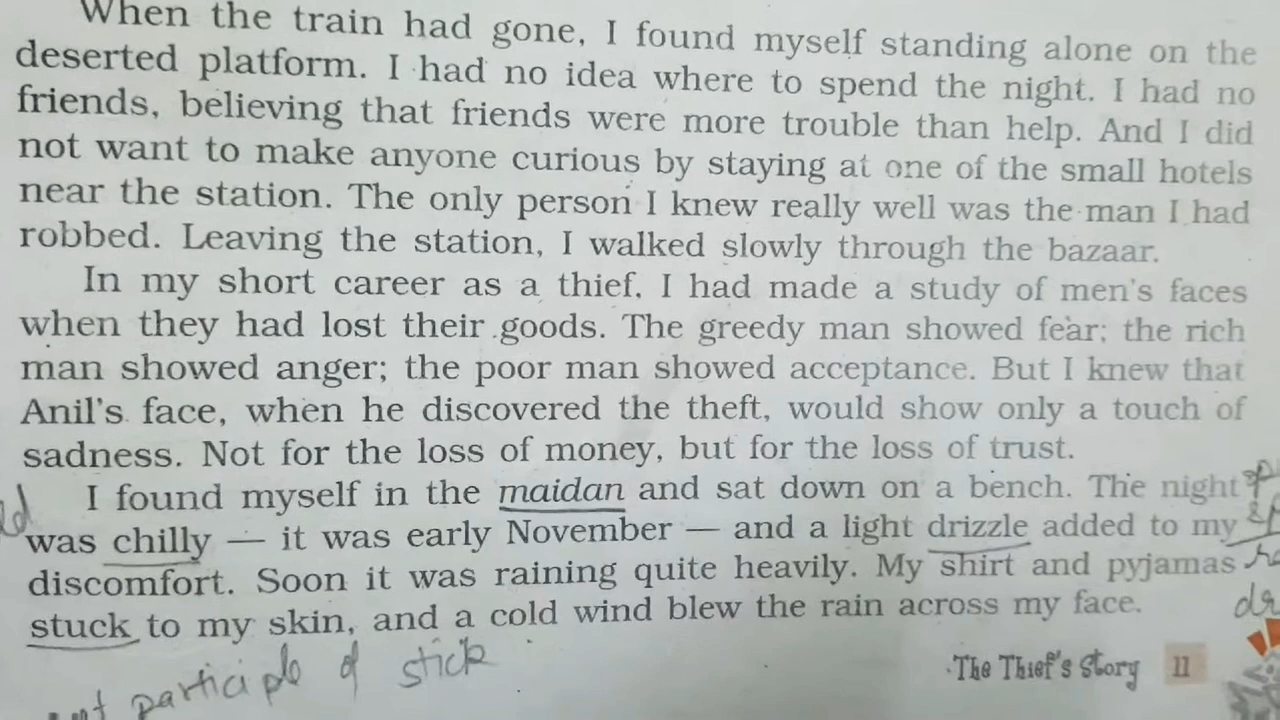 When the train had gone, I found myself standing alone on the
deserted platform. I had no idea where to spend the night. I had no
friends, believing that friends were more trouble than help. And I did
not want to make anyone curious by staying at one of the small hotels
near the station. The only person I knew really well was the man I had
robbed. Leaving the station, I walked slowly through the bazaar.
In my short career as a thief, I had made a study of men's faces
when they had lost their goods. The greedy man showed fear; the rich
man showed anger; the poor man showed acceptance. But I knew that
Anil's face, when he discovered the theft, would show only a touch of
sadness. Not for the loss of money, but for the loss of trust.
I found myself in the maidan and sat down on a bench. The night
was chilly — it was early November — and a light drizzle added to my
discomfort. Soon it was raining quite heavily. My shirt and pyjamas
stuck to my skin, and a cold wind blew the rain across my face.
participle of stick
The Thief's Story 11